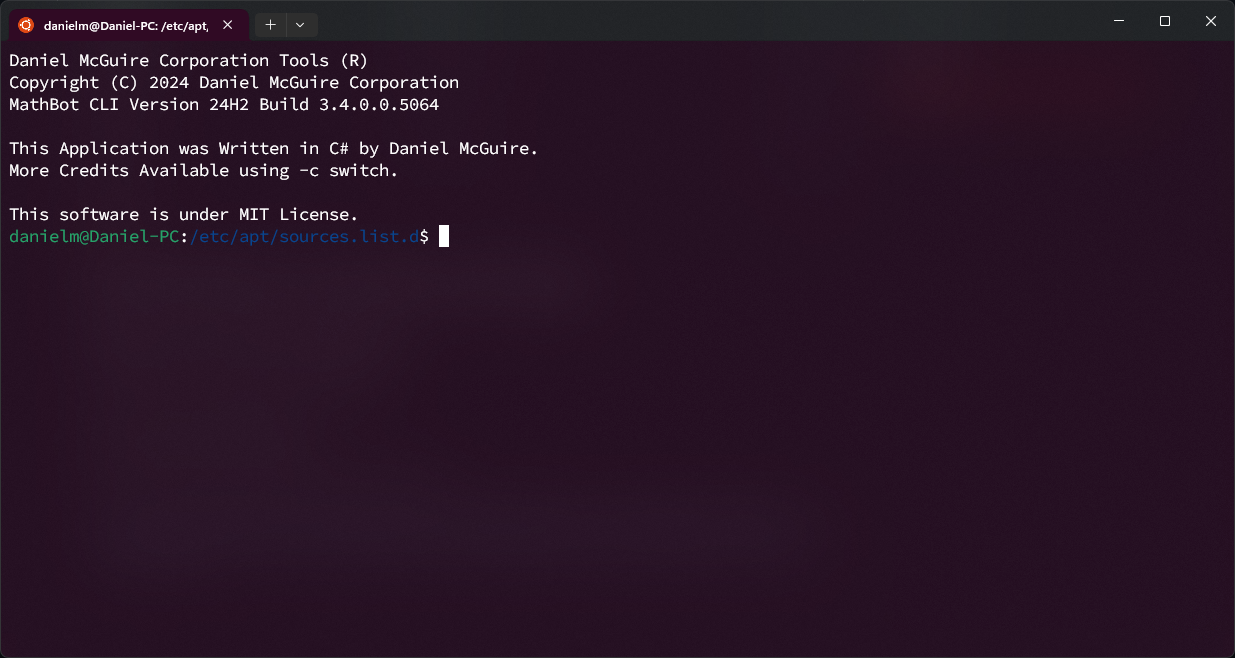 danielm@Daniel-PC: /etc/apt,
Daniel McGuire Corporation Tools (R)
Copyright (C) 2024 Daniel McGuire Corporation
MathBot CLI Version 24H2 Build 3.4.0.0.5064
This Application was Written in C# by Daniel McGuire.
More Credits Available using -c switch.
This software is under MIT License.
danielm@Daniel-PC:/etc/apt/sources.list.d$